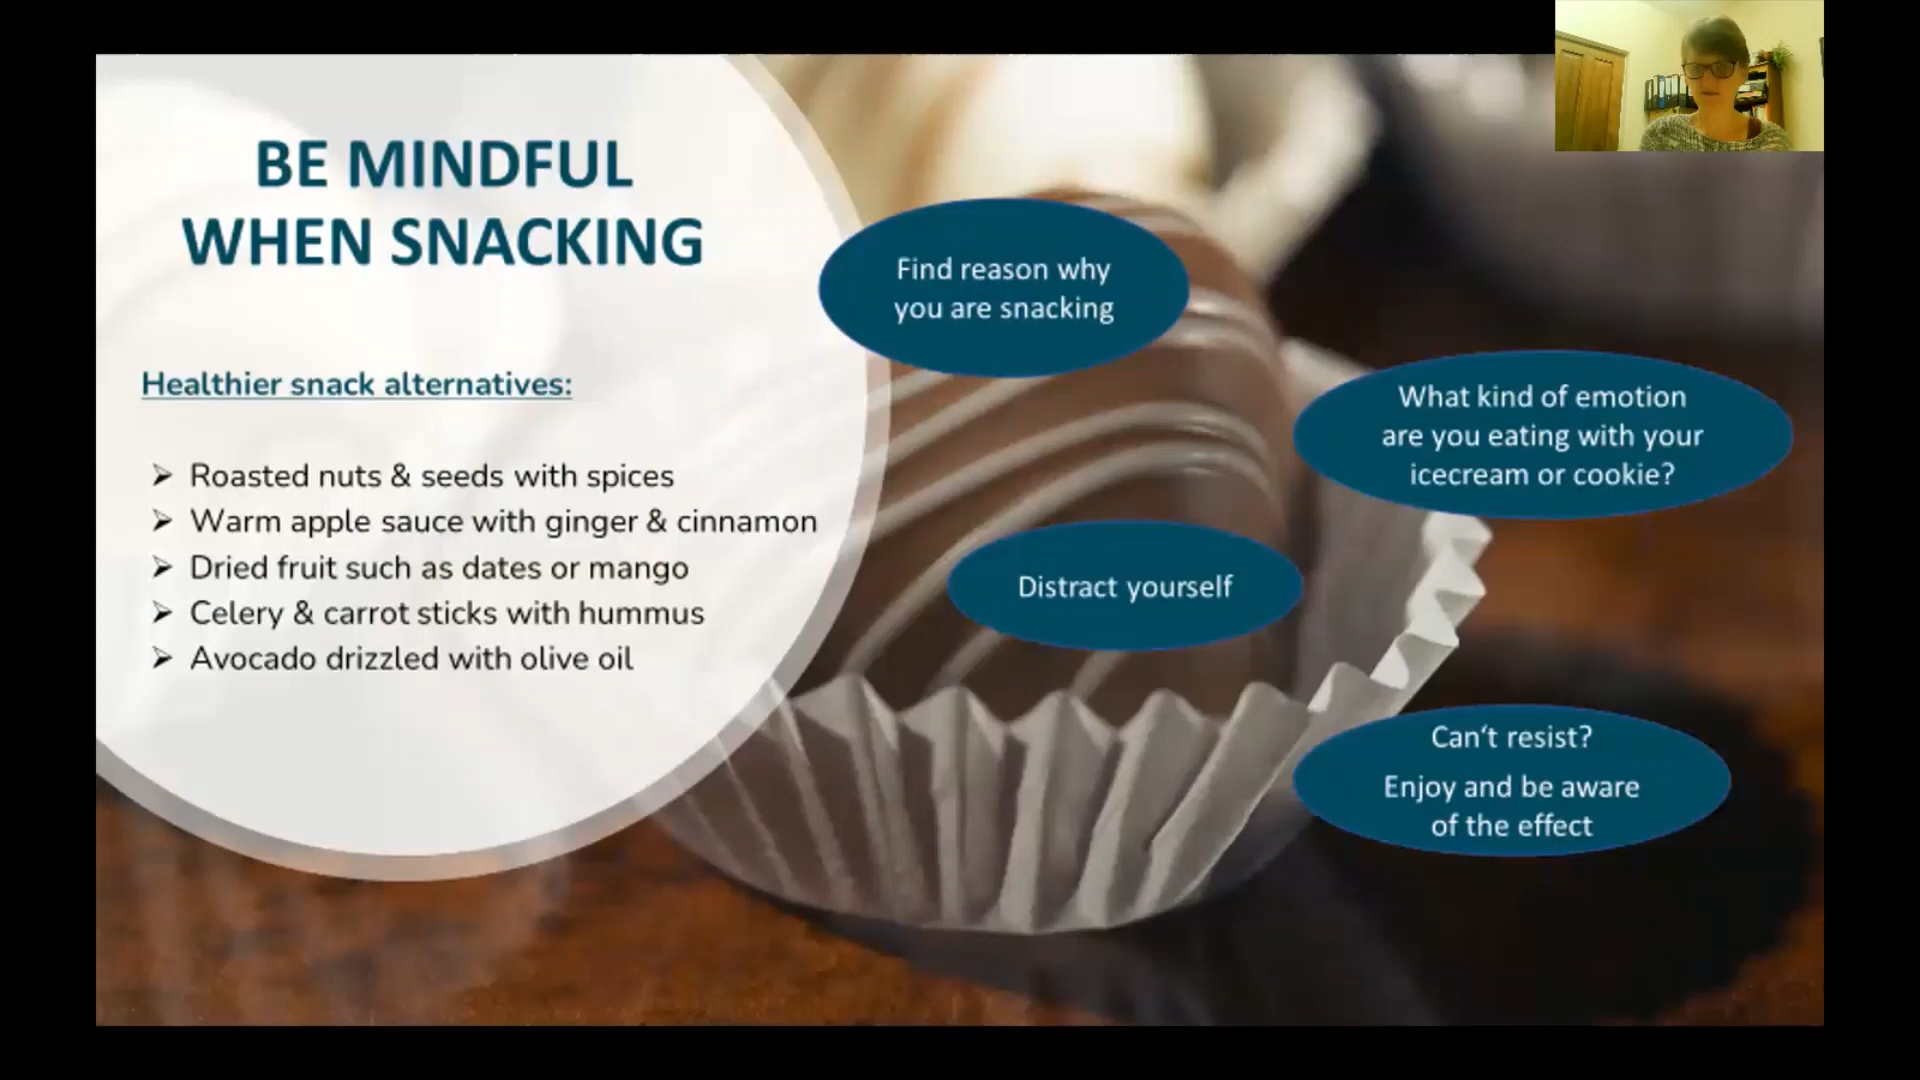 BE MINDFUL
WHEN SNACKING
Healthier snack alternatives:
➢ Roasted nuts & seeds with spices
➢ Warm apple sauce with ginger & cinnamon
➢ Dried fruit such as dates or mango
➢ Celery & carrot sticks with hummus
➢ Avocado drizzled with olive oil
Find reason why
you are snacking
What kind of emotion
are you eating with your
icecream or cookie?
Distract yourself
Can‘t resist?
Enjoy and be aware
of the effect